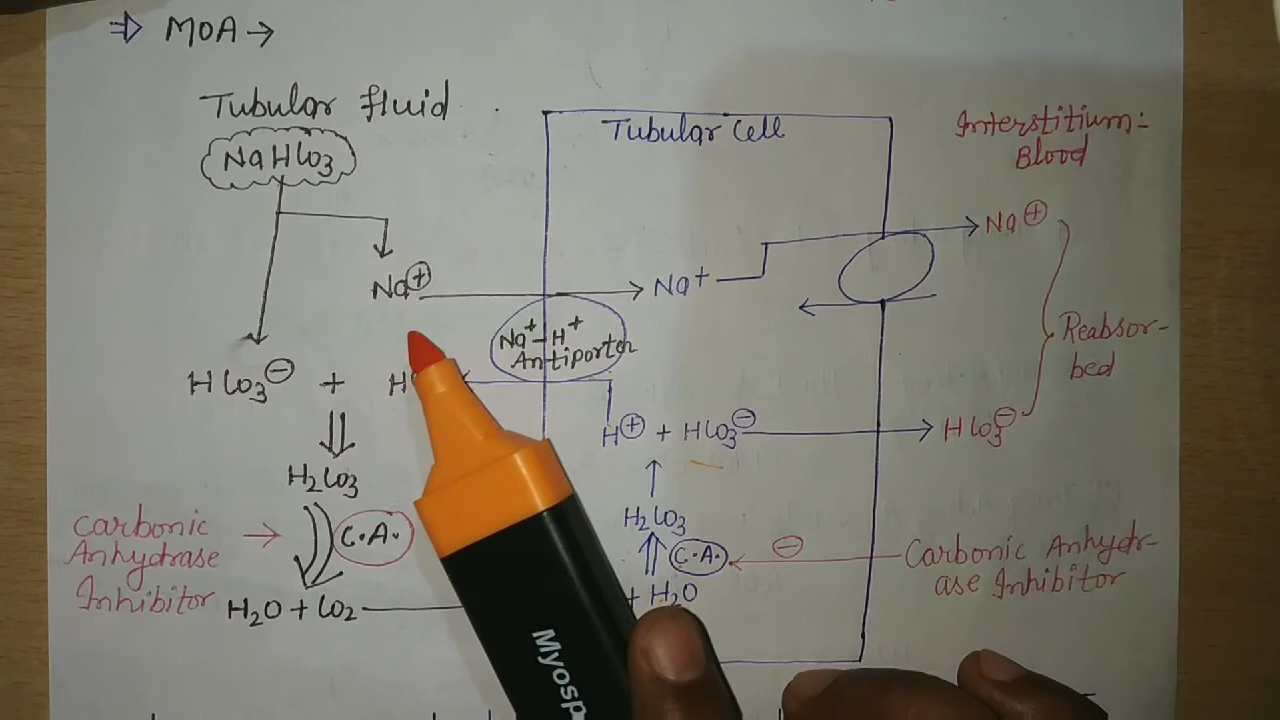 ⇒ MOA →
Tubular fluid
NaHCO3
Na⊕
HCO3⊖ + H
H2CO3
Carbonic
Anhydrase
Inhibitor
→
C.A.
H2O + CO2
Tubular Cell
Na+
Na+-H+
Antiporter
H⊕ + HCO3⊖
H2CO3
C.A.
+ H2O
Interstitium:-
Blood
Na⊕
HCO3⊖
Reabsor-
bed
⊖
Carbonic Anhydr-
ase Inhibitor
Myosp